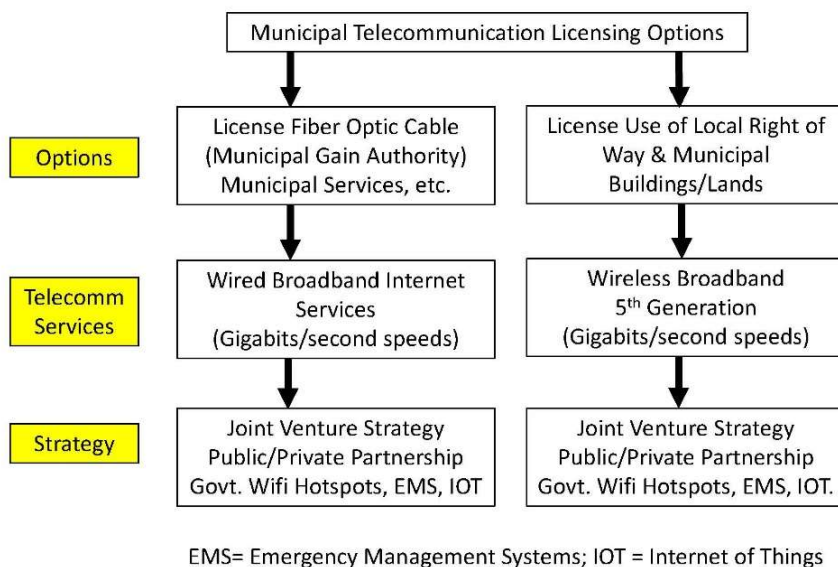 Municipal Telecommunication Licensing Options
Options
License Fiber Optic Cable
(Municipal Gain Authority)
Municipal Services, etc.
License Use of Local Right of
Way & Municipal
Buildings/Lands
Telecomm
Services
Wired Broadband Internet
Services
(Gigabits/second speeds)
Wireless Broadband
5th Generation
(Gigabits/second speeds)
Strategy
Joint Venture Strategy
Public/Private Partnership
Govt. Wifi Hotspots, EMS, IOT
Joint Venture Strategy
Public/Private Partnership
Govt. Wifi Hotspots, EMS, IOT.
EMS= Emergency Management Systems; IOT = Internet of Things